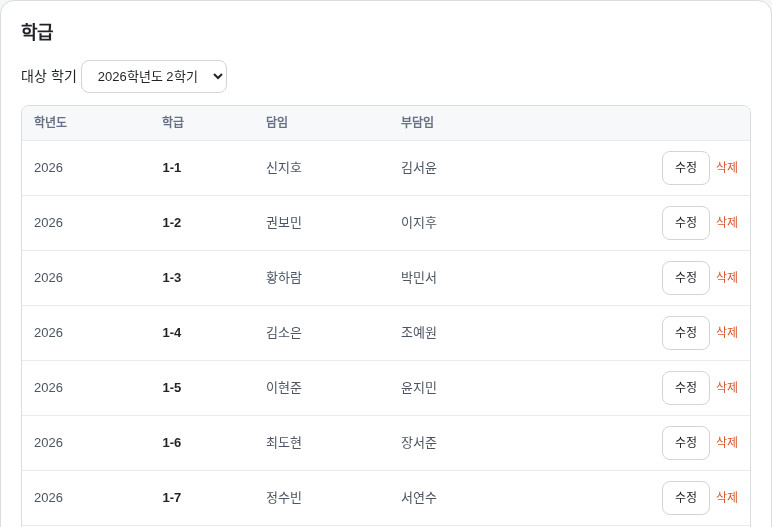 학급
대상 학기 2026학년도 2학기
학년도 학급 담임 부담임
2026 1-1 신지호 김서윤 수정 삭제
2026 1-2 권보민 이지후 수정 삭제
2026 1-3 황하람 박민서 수정 삭제
2026 1-4 김소은 조예원 수정 삭제
2026 1-5 이현준 윤지민 수정 삭제
2026 1-6 최도현 장서준 수정 삭제
2026 1-7 정수빈 서연수 수정 삭제